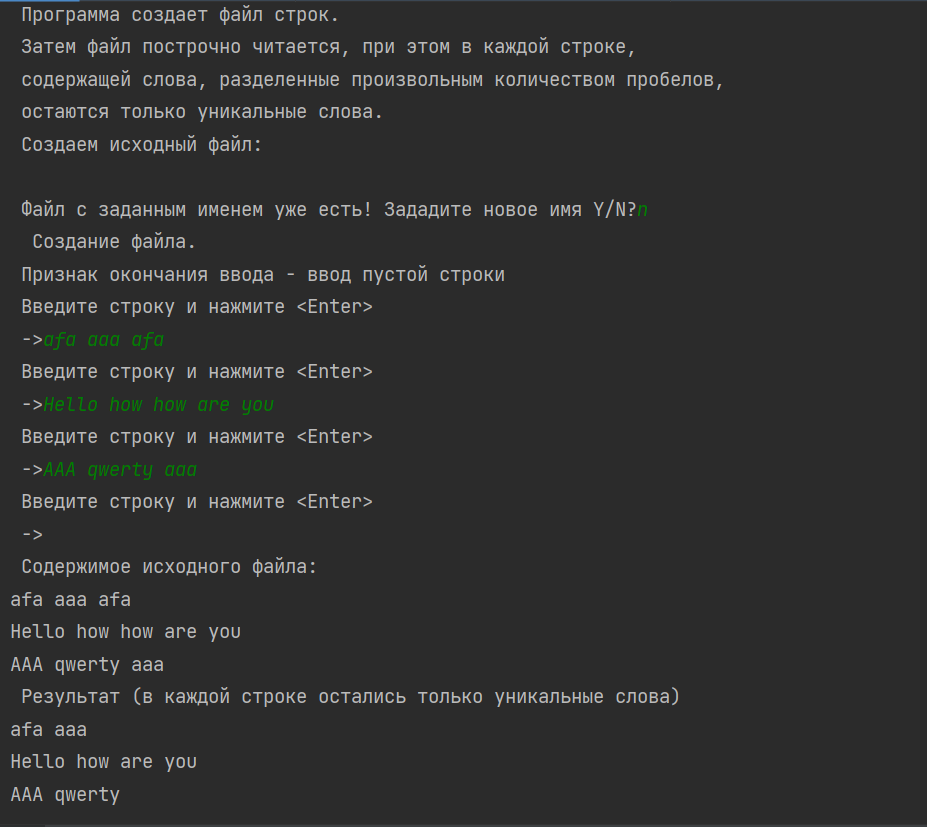 Программа создает файл строк.
Затем файл построчно читается, при этом в каждой строке,
содержащей слова, разделенные произвольным количеством пробелов,
остаются только уникальные слова.
Создаем исходный файл:
Файл с заданным именем уже есть! Зададите новое имя Y/N?n
Создание файла.
Признак окончания ввода - ввод пустой строки
Введите строку и нажмите <Enter>
->afa aaa afa
Введите строку и нажмите <Enter>
->Hello how how are you
Введите строку и нажмите <Enter>
->AAA qwerty aaa
Введите строку и нажмите <Enter>
->
Содержимое исходного файла:
afa aaa afa
Hello how how are you
AAA qwerty aaa
Результат (в каждой строке остались только уникальные слова)
afa aaa
Hello how are you
AAA qwerty